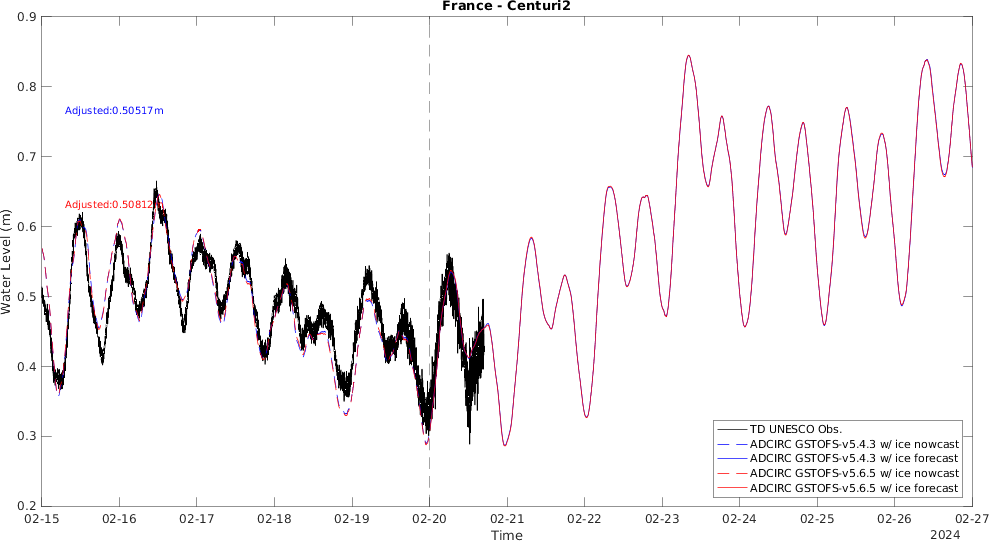 France - Centuri2
0.9
0.8
0.7
0.6
0.5
0.4
0.3
0.2
Water Level (m)
Adjusted:0.50517m
Adjusted:0.50812
TD UNESCO Obs.
ADCIRC GSTOFS-v5.4.3 w/ ice nowcast
ADCIRC GSTOFS-v5.4.3 w/ ice forecast
ADCIRC GSTOFS-v5.6.5 w/ ice nowcast
ADCIRC GSTOFS-v5.6.5 w/ ice forecast
02-15 02-16 02-17 02-18 02-19 02-20 02-21 02-22 02-23 02-24 02-25 02-26 02-27
Time
2024